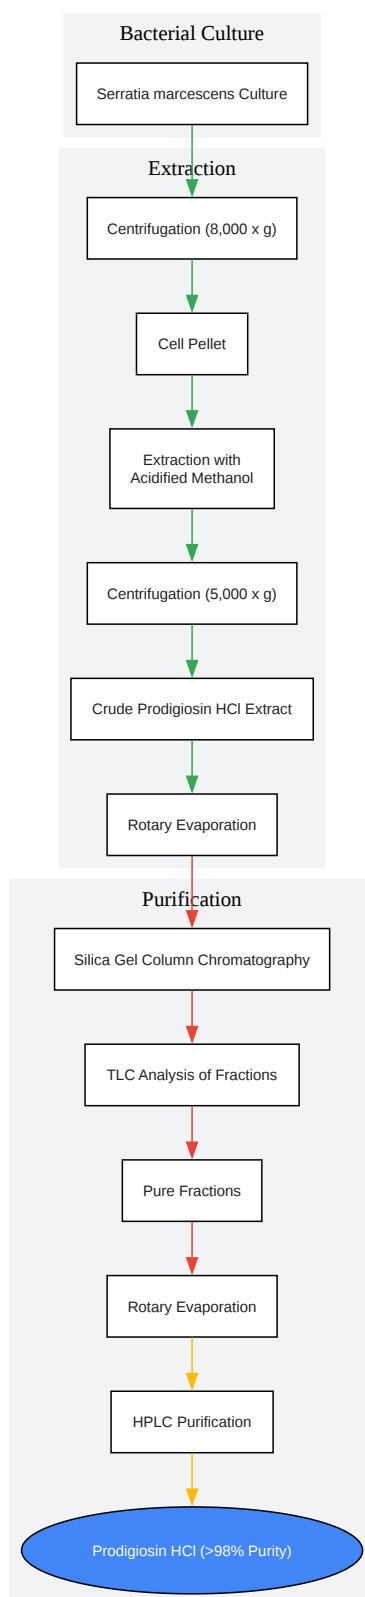 Bacterial Culture
Serratia marcescens Culture
Extraction
Centrifugation (8,000 x g)
Cell Pellet
Extraction with
Acidified Methanol
Centrifugation (5,000 x g)
Crude Prodigiosin HCl Extract
Rotary Evaporation
Purification
Silica Gel Column Chromatography
TLC Analysis of Fractions
Pure Fractions
Rotary Evaporation
HPLC Purification
Prodigiosin HCl (>98% Purity)